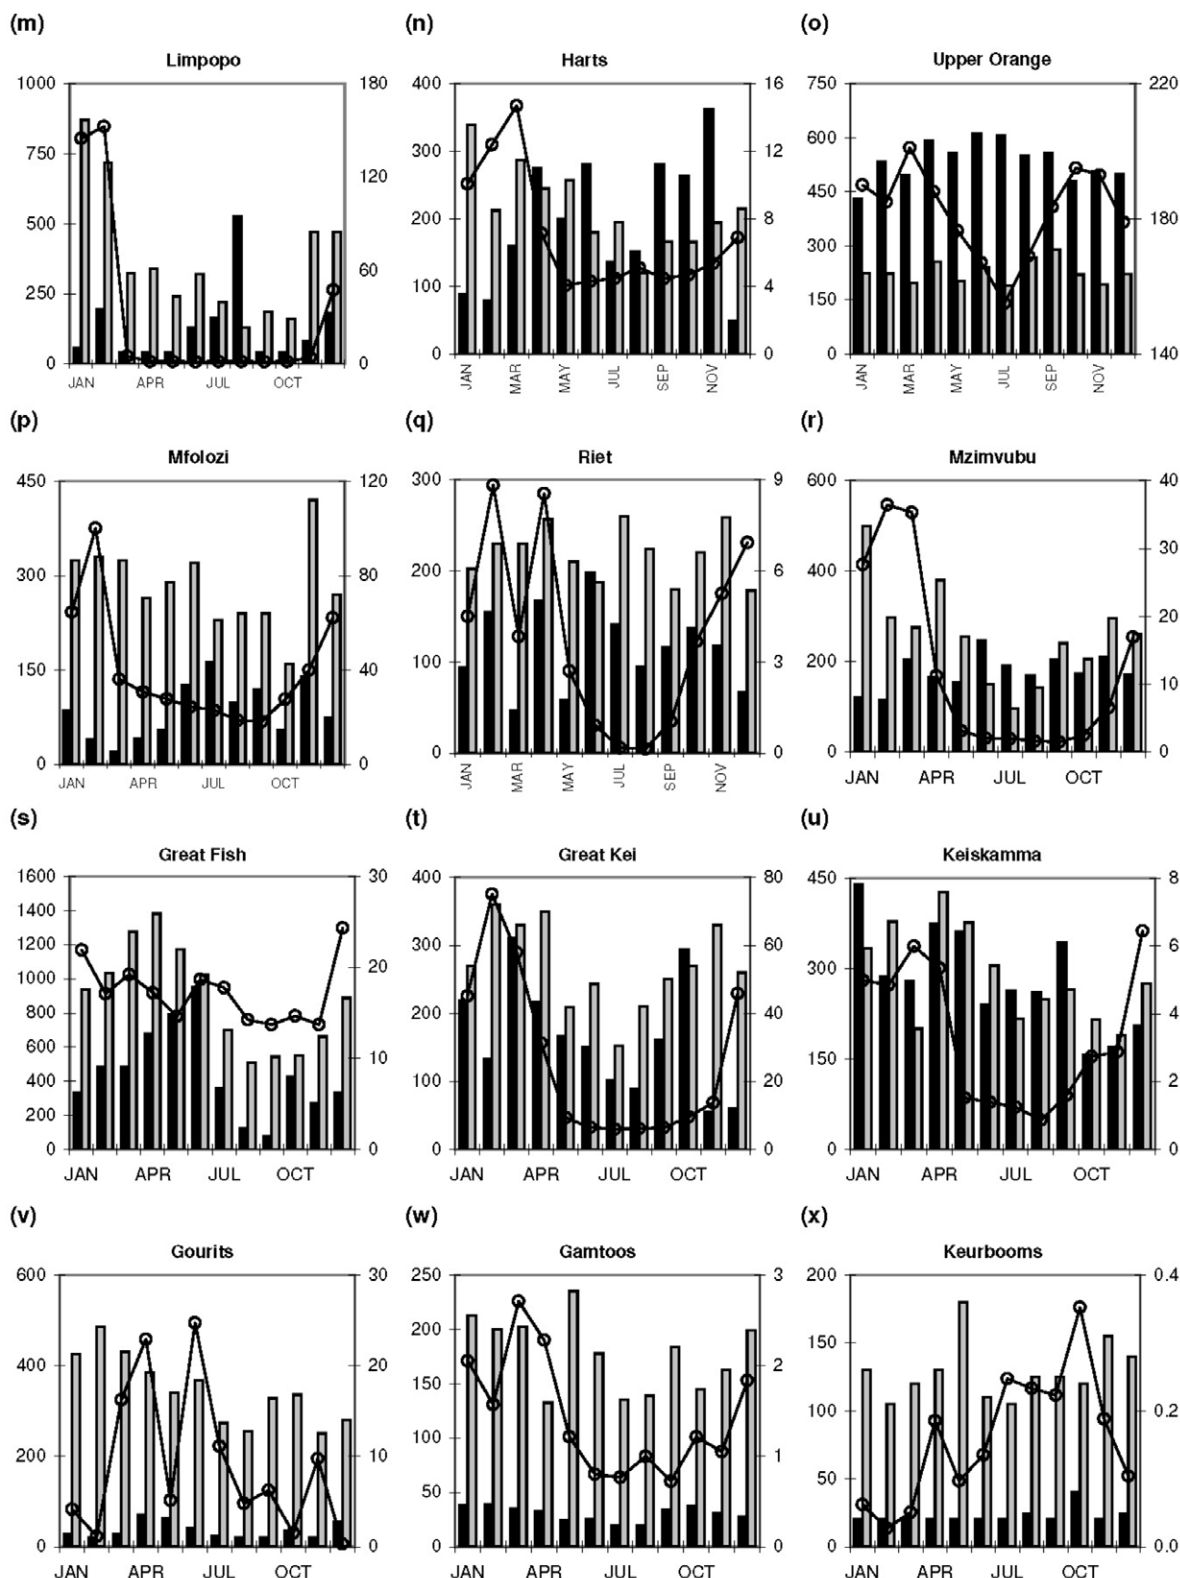 (m) (n) (o)
Limpopo Harts Upper Orange
1000 180 400 16 750 220
750 120 300 12 600
500 60 200 8 450 180
250 0 100 4 300
0 0 0 150
0 140
JAN APR JUL OCT JAN MAR MAY JUL SEP NOV JAN MAR MAY JUL SEP NOV
(p) (q) (r)
Mfolozi Riet Mzimvubu
450 120 300 9 600 40
300 80 200 6 400 30
150 40 100 3 200 20
0 0 0 0 0 10
0
JAN APR JUL OCT JAN MAR MAY JUL SEP NOV JAN APR JUL OCT
(s) (t) (u)
Great Fish Great Kei Keiskamma
1600 30 400 80 450 8
1400 20 300 60 300 6
1200 10 200 40 150 4
1000 0 100 20 0 2
800 0 0 0
600
400
200
0
JAN APR JUL OCT JAN APR JUL OCT JAN APR JUL OCT
(v) (w) (x)
Gourits Gamtoos Keurbooms
600 30 250 3 200 0.4
400 20 200 2 150 0.2
200 10 150 1 100 0.0
0 0 100 0 50
50 0
0
JAN APR JUL OCT JAN APR JUL OCT JAN APR JUL OCT